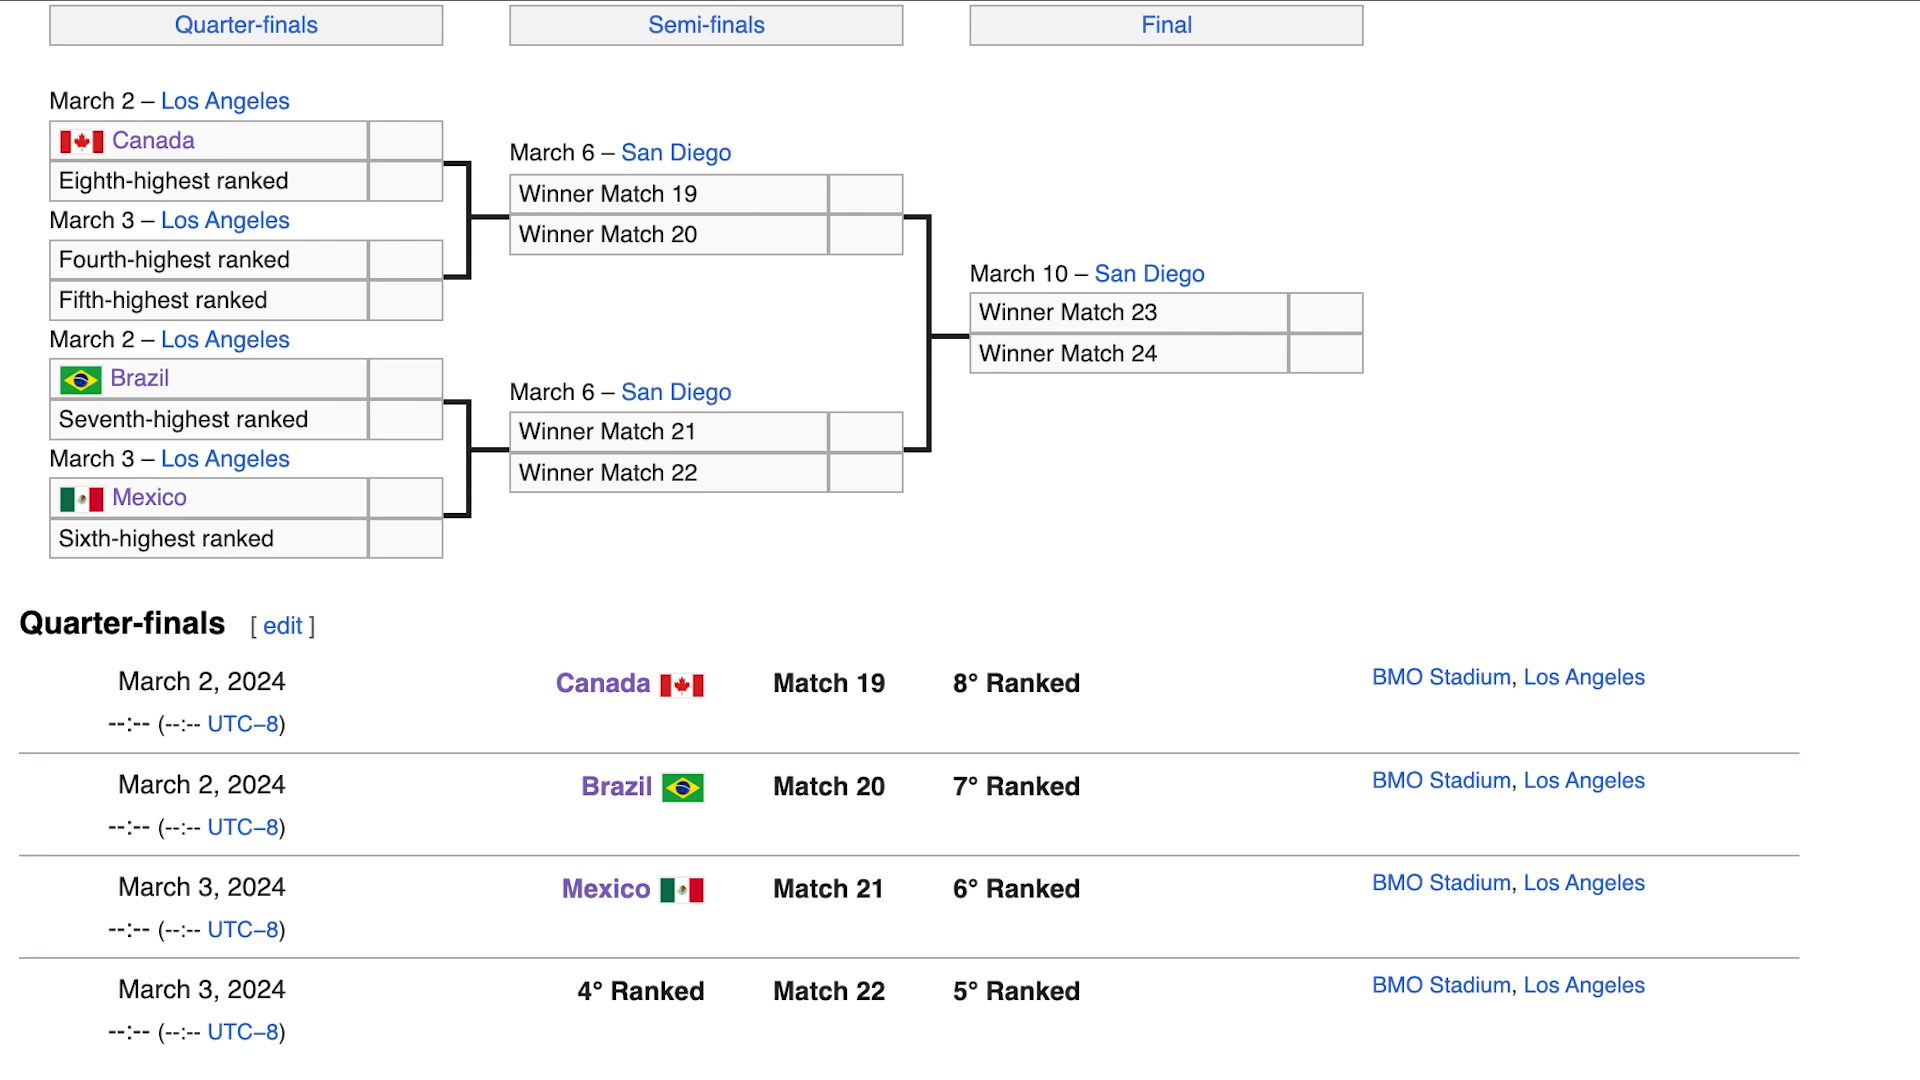 Quarter-finals
Semi-finals
Final
March 2 – Los Angeles
Canada
Eighth-highest ranked
March 3 – Los Angeles
Fourth-highest ranked
Fifth-highest ranked
March 2 – Los Angeles
Brazil
Seventh-highest ranked
March 3 – Los Angeles
Mexico
Sixth-highest ranked
March 6 – San Diego
Winner Match 19
Winner Match 20
March 6 – San Diego
Winner Match 21
Winner Match 22
March 10 – San Diego
Winner Match 23
Winner Match 24
Quarter-finals [ edit ]
March 2, 2024 Canada Match 19 8° Ranked BMO Stadium, Los Angeles
--:-- (--:-- UTC−8)
March 2, 2024 Brazil Match 20 7° Ranked BMO Stadium, Los Angeles
--:-- (--:-- UTC−8)
March 3, 2024 Mexico Match 21 6° Ranked BMO Stadium, Los Angeles
--:-- (--:-- UTC−8)
March 3, 2024 4° Ranked Match 22 5° Ranked BMO Stadium, Los Angeles
--:-- (--:-- UTC−8)